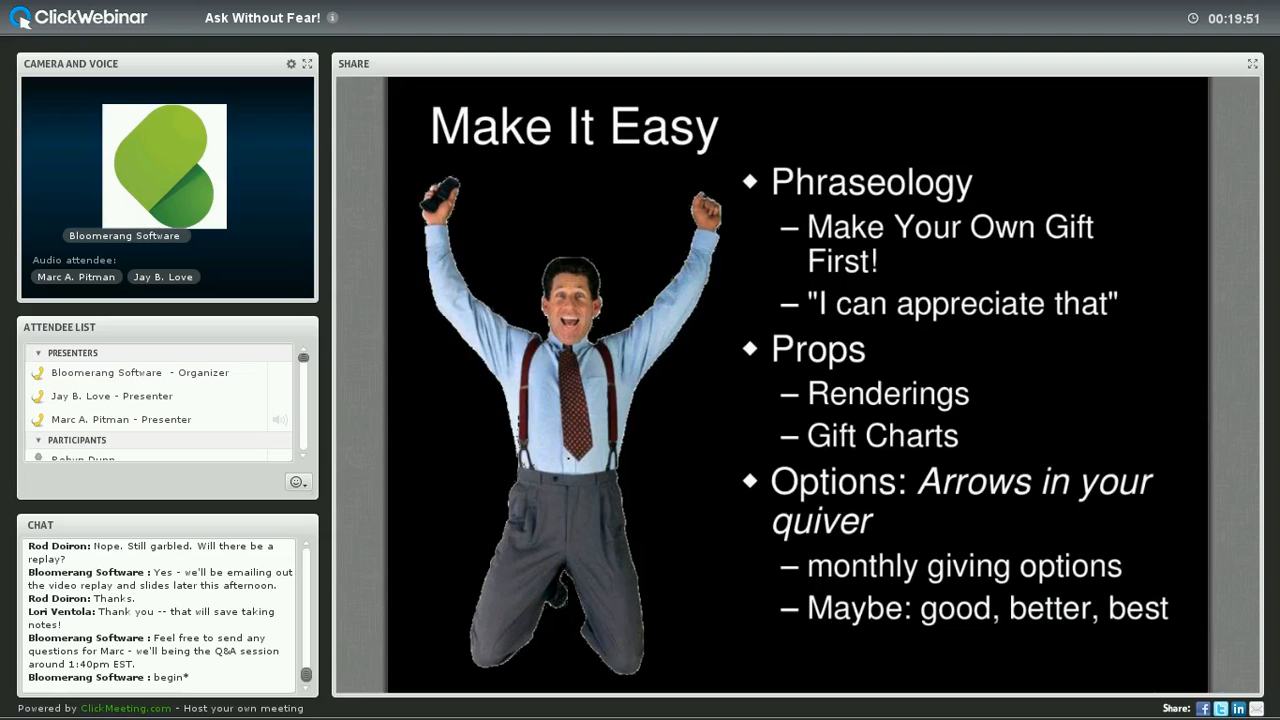 ClickWebinar
Ask Without Fear!
00:19:51
CAMERA AND VOICE
Bloomerang Software
Audio attendee:
Marc A. Pitman
Jay B. Love
ATTENDEE LIST
PRESENTERS
Bloomerang Software - Organizer
Jay B. Love - Presenter
Marc A. Pitman - Presenter
PARTICIPANTS
Robyn Dunn
CHAT
Rod Doiron: Nope. Still garbled. Will there be a
replay?
Bloomerang Software : Yes - we'll be emailing out
the video replay and slides later this afternoon.
Rod Doiron: Thanks.
Lori Ventola: Thank you -- that will save taking
notes!
Bloomerang Software : Feel free to send any
questions for Marc - we'll being the Q&A session
around 1:40pm EST.
Bloomerang Software : begin*
SHARE
Make It Easy
◆ Phraseology
– Make Your Own Gift
First!
– "I can appreciate that"
◆ Props
– Renderings
– Gift Charts
◆ Options: Arrows in your
quiver
– monthly giving options
– Maybe: good, better, best
Powered by ClickMeeting.com - Host your own meeting
Share: